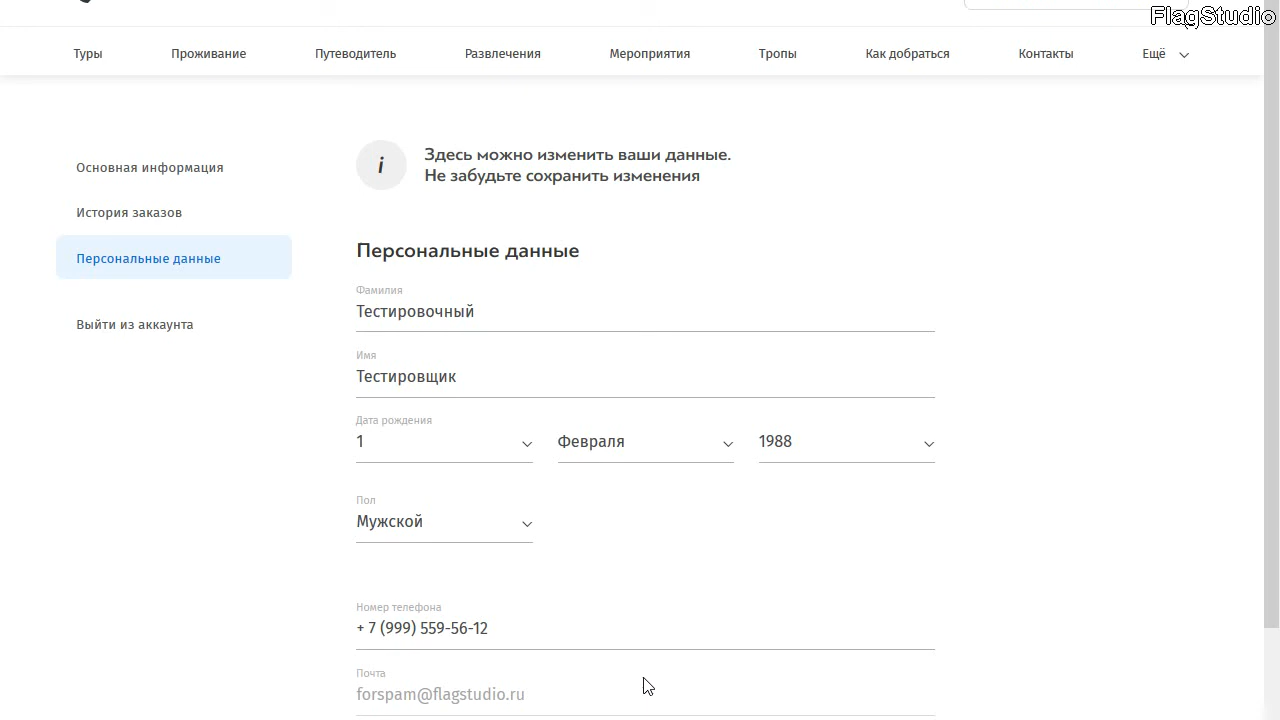 FlagStudio
Туры Проживание Путеводитель Развлечения Мероприятия Тропы Как добраться Контакты Ещё
Основная информация
История заказов
Персональные данные
Выйти из аккаунта
i
Здесь можно изменить ваши данные.
Не забудьте сохранить изменения
Персональные данные
Фамилия
Тестировочный
Имя
Тестировщик
Дата рождения
1 Февраля 1988
Пол
Мужской
Номер телефона
+ 7 (999) 559-56-12
Почта
forspam@flagstudio.ru